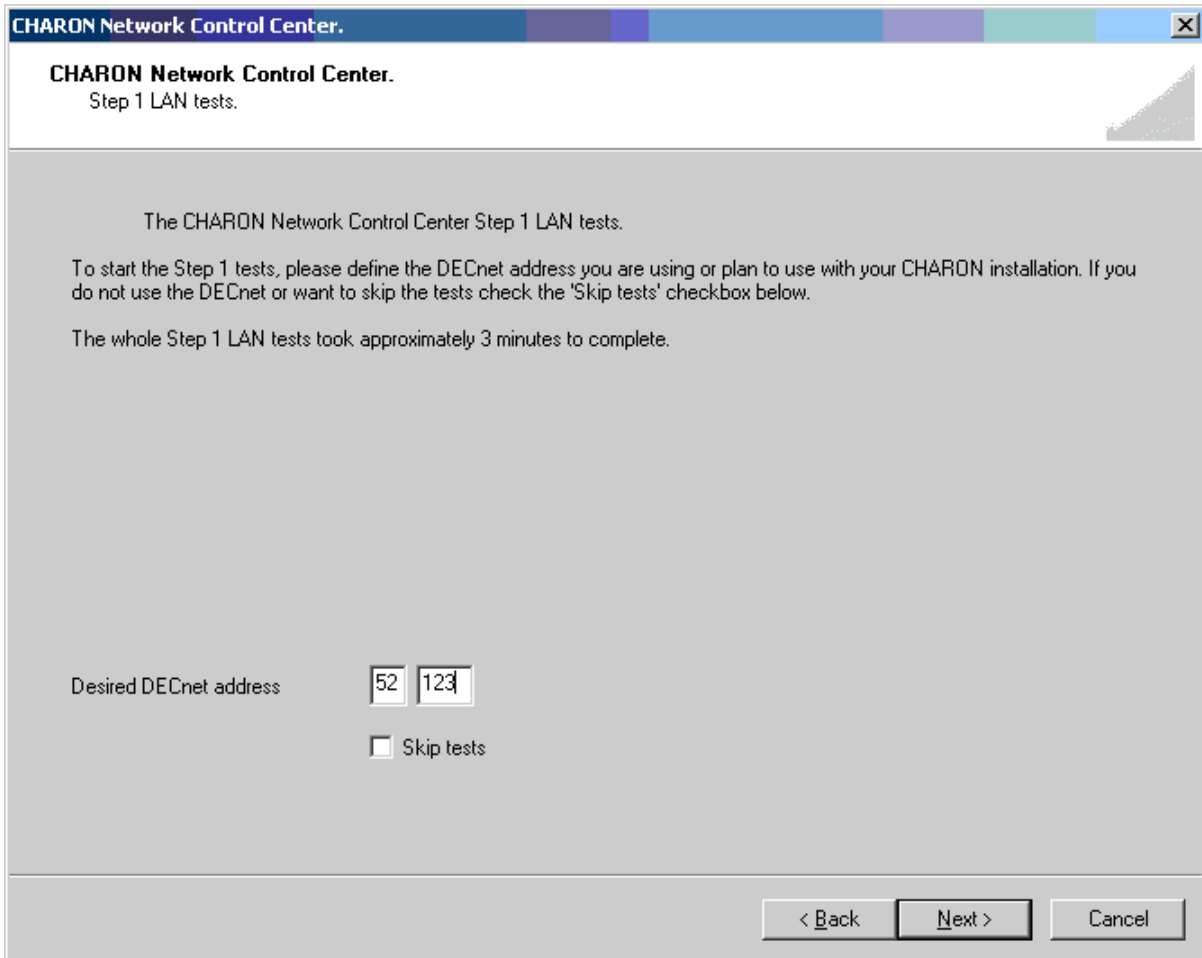 CHARON Network Control Center.
CHARON Network Control Center.
Step 1 LAN tests.
The CHARON Network Control Center Step 1 LAN tests.
To start the Step 1 tests, please define the DECnet address you are using or plan to use with your CHARON installation. If you
do not use the DECnet or want to skip the tests check the 'Skip tests' checkbox below.
The whole Step 1 LAN tests took approximately 3 minutes to complete.
Desired DECnet address 52 123
Skip tests
< Back Next > Cancel